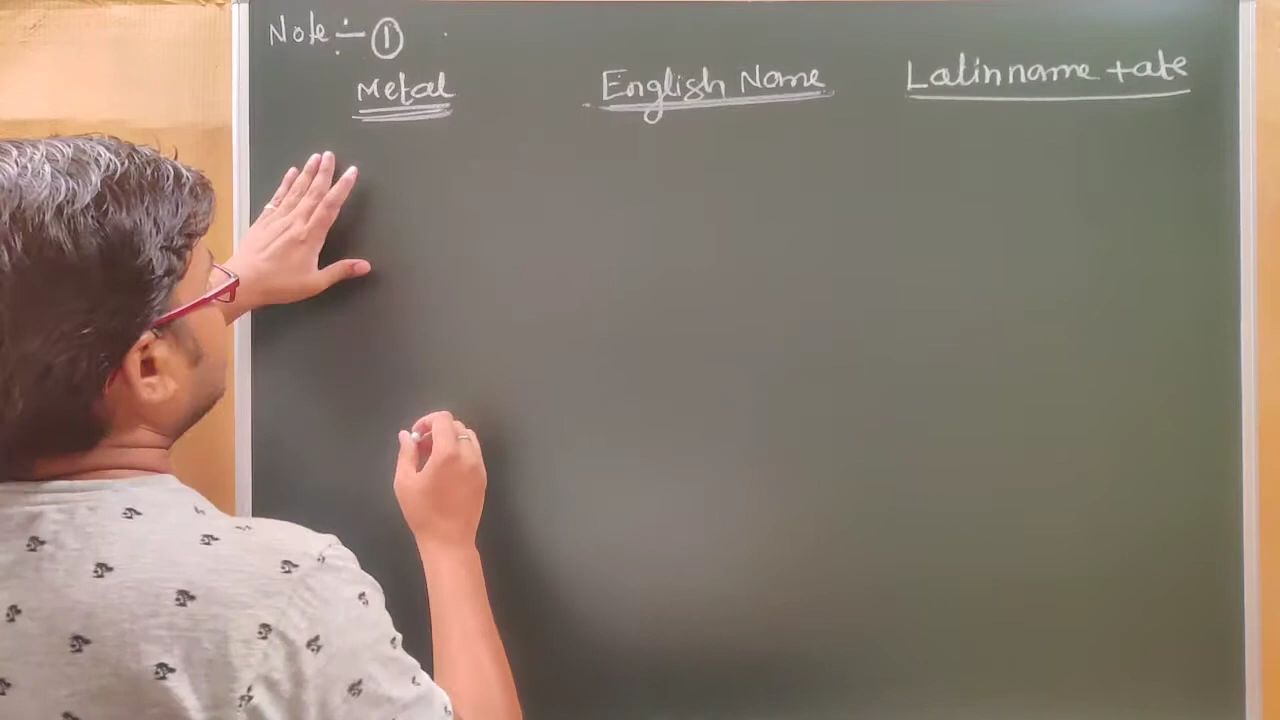 Note :- ①
Metal English Name Latin name + ate